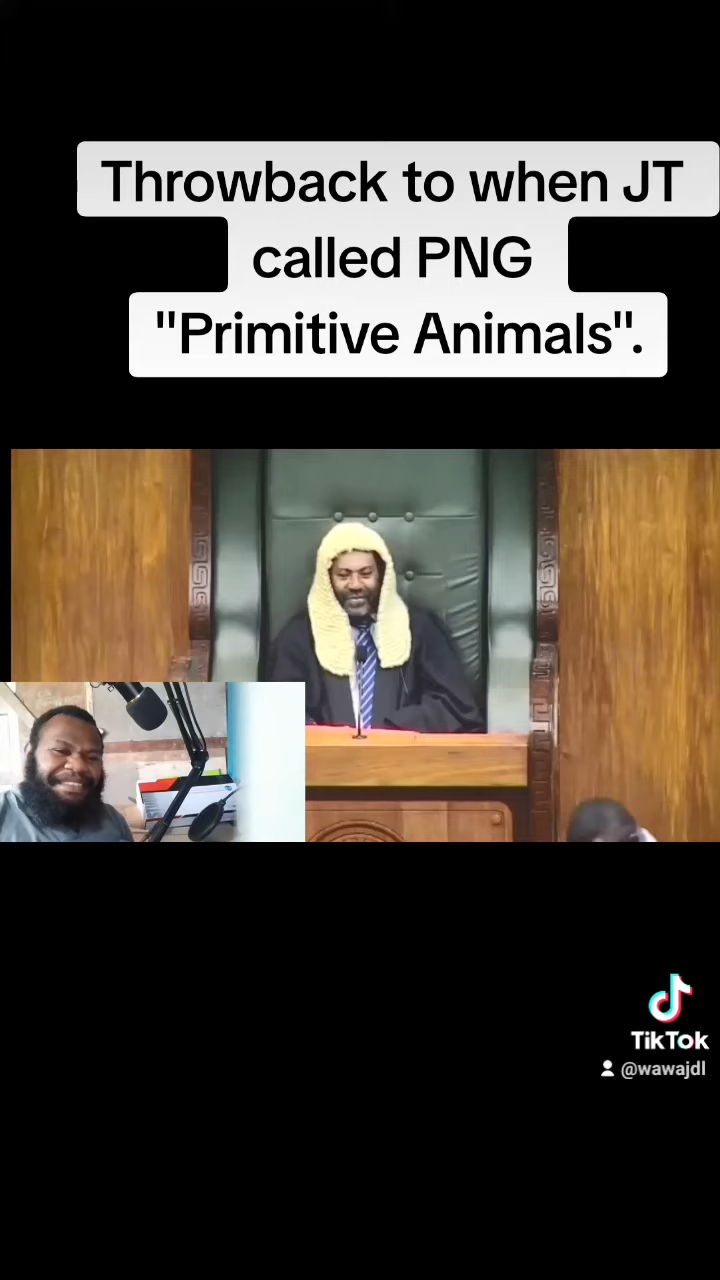 Throwback to when JT
called PNG
"Primitive Animals".
TikTok
@wawajdl